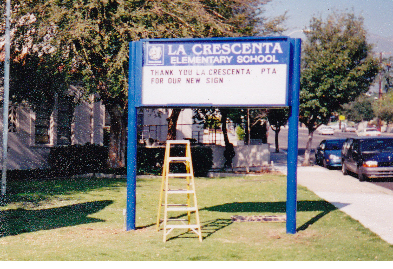 LA CRESCENTA
ELEMENTARY SCHOOL
THANK YOU LA CRESCENTA PTA
FOR OUR NEW SIGN